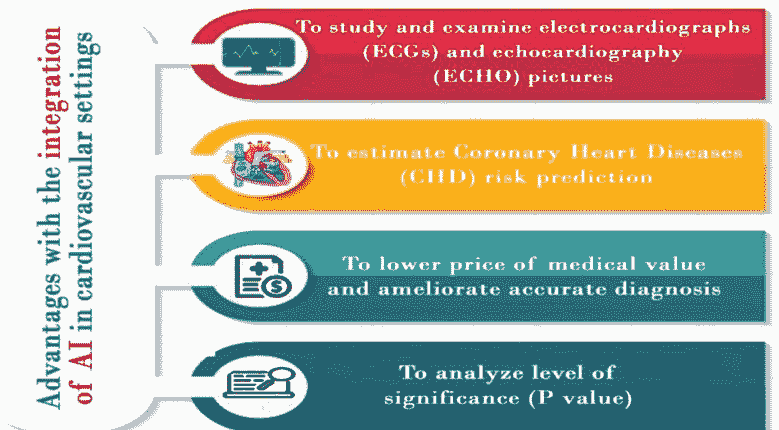 Advantages with the integration
of AI in cardiovascular settings
To study and examine electrocardiographs
(ECGs) and echocardiography
(ECHO) pictures
To estimate Coronary Heart Diseases
(CHD) risk prediction
To lower price of medical value
and ameliorate accurate diagnosis
To analyze level of
significance (P value)